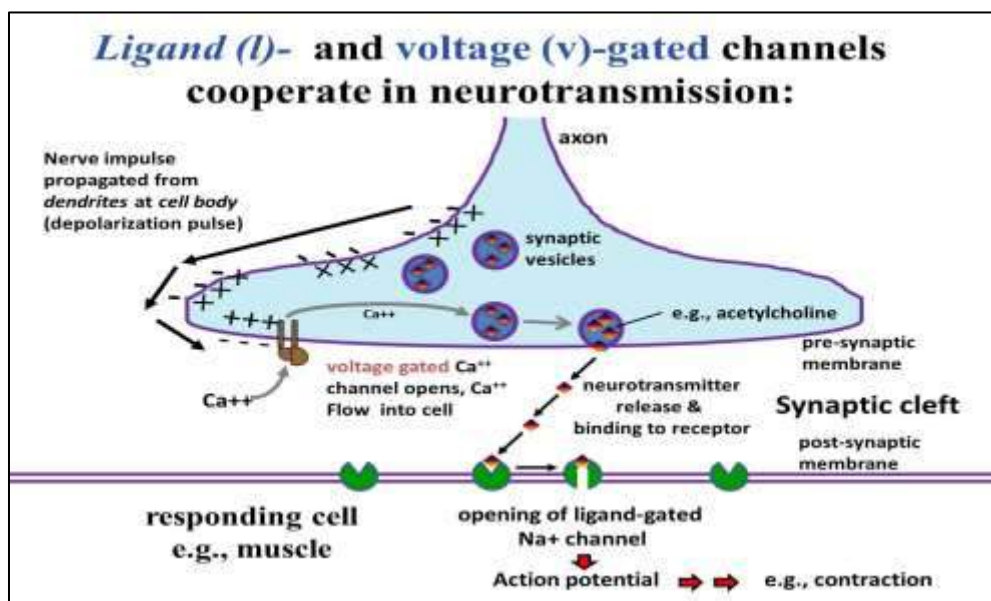 Ligand (l)- and voltage (v)-gated channels
cooperate in neurotransmission:
axon
Nerve impulse
propagated from
dendrites at cell body
(depolarization pulse)
synaptic
vesicles
Ca++
e.g., acetylcholine
pre-synaptic
membrane
voltage gated Ca++
channel opens, Ca++
Flow into cell
Ca++
neurotransmitter
release &
binding to receptor
Synaptic cleft
post-synaptic
membrane
responding cell
e.g., muscle
opening of ligand-gated
Na+ channel
Action potential
e.g., contraction